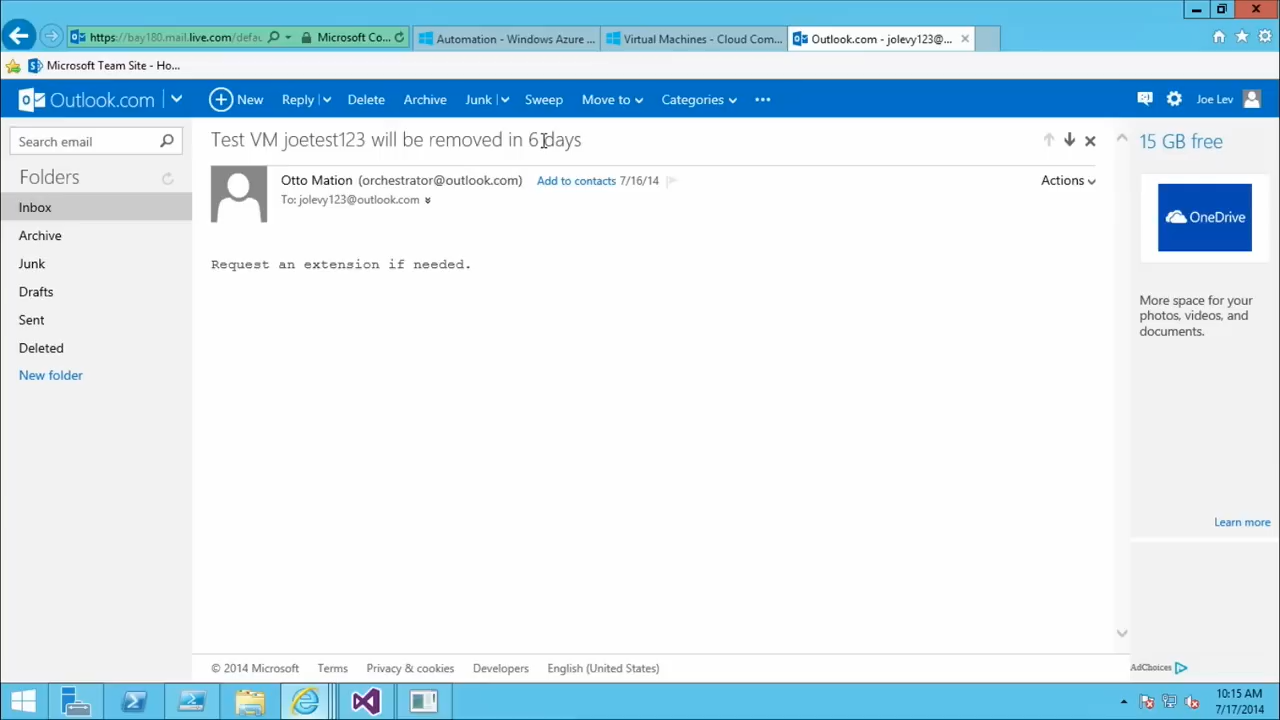 https://bay180.mail.live.com/defau
Microsoft Co...
Automation - Windows Azure ...
Virtual Machines - Cloud Com...
Outlook.com - jolevy123@...
Microsoft Team Site - Ho...
Outlook.com
New
Reply
Delete
Archive
Junk
Sweep
Move to
Categories
Joe Lev
Search email
Test VM joetest123 will be removed in 6 days
15 GB free
Folders
Otto Mation (orchestrator@outlook.com) Add to contacts 7/16/14
Actions
To: jolevy123@outlook.com
Inbox
Archive
Junk
Drafts
Sent
Deleted
New folder
Request an extension if needed.
OneDrive
More space for your
photos, videos, and
documents.
Learn more
© 2014 Microsoft Terms Privacy & cookies Developers English (United States)
AdChoices
10:15 AM
7/17/2014